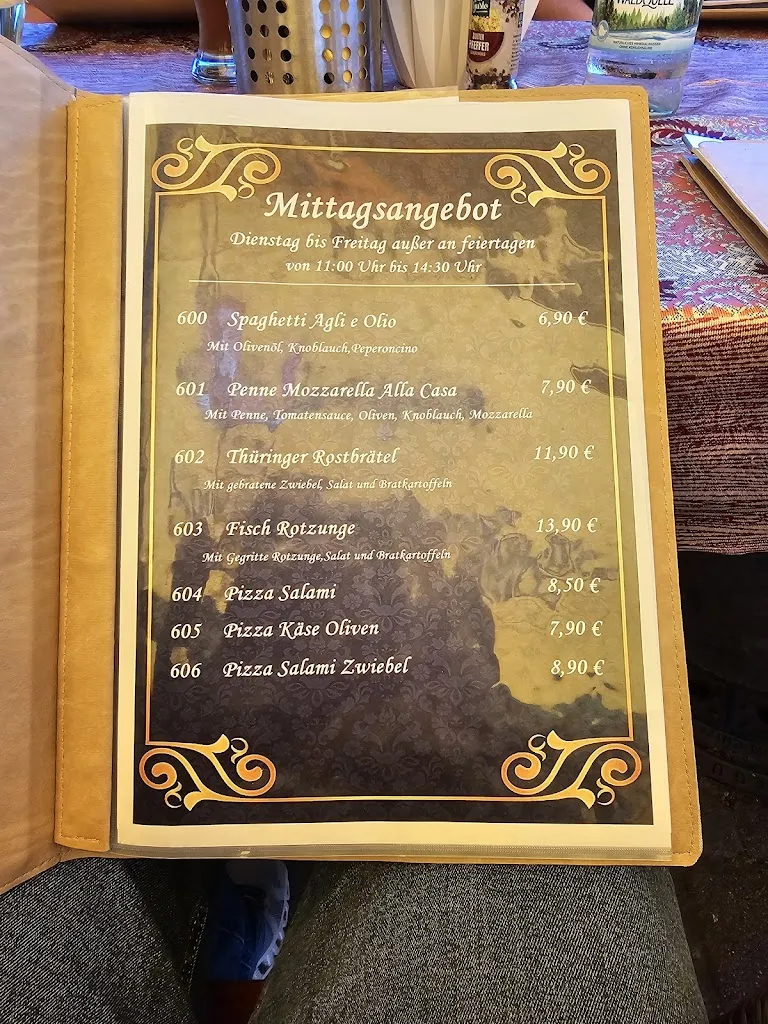 WALDQUELLE
BUNTER
PFEFFER
Mittagsangebot
Dienstag bis Freitag außer an feiertagen
von 11:00 Uhr bis 14:30 Uhr
600 Spaghetti Agli e Olio 6,90 €
Mit Olivenöl, Knoblauch,Peperoncino
601 Penne Mozzarella Alla Casa 7,90 €
Mit Penne, Tomatensauce, Oliven, Knoblauch, Mozzarella
602 Thüringer Rostbrätel 11,90 €
Mit gebratene Zwiebel, Salat und Bratkartoffeln
603 Fisch Rotzunge 13,90 €
Mit Gegritte Rotzunge,Salat und Bratkartoffeln
604 Pizza Salami 8,50 €
605 Pizza Käse Oliven 7,90 €
606 Pizza Salami Zwiebel 8,90 €